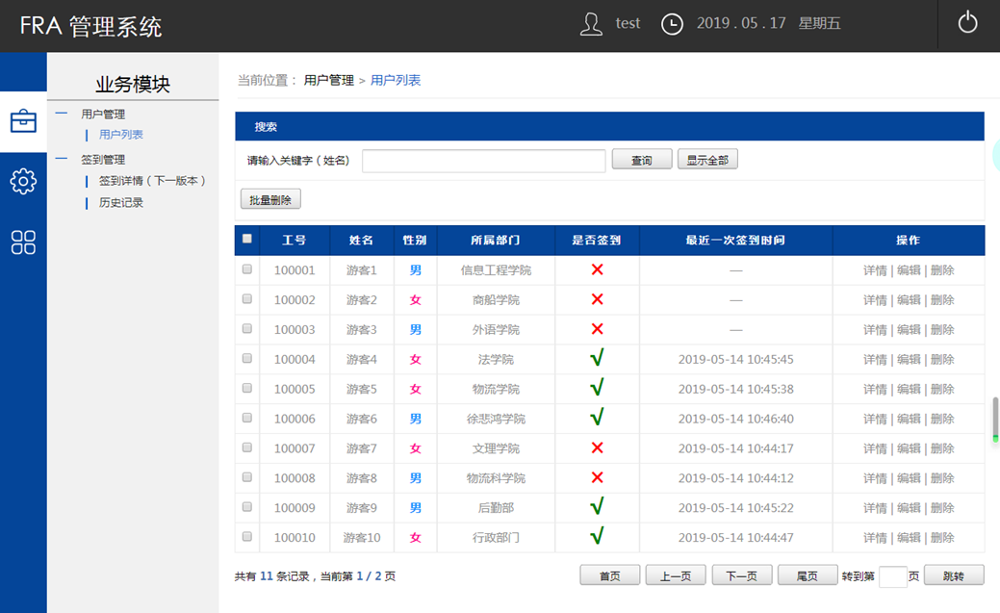 FRA 管理系统 test 2019 . 05 . 17 星期五
业务模块
用户管理
用户列表
签到管理
签到详情（下一版本）
历史记录
当前位置： 用户管理 > 用户列表
搜索
请输入关键字（姓名） 查询 显示全部
批量删除
工号 姓名 性别 所属部门 是否签到 最近一次签到时间 操作
100001 游客1 男 信息工程学院 ✕ — 详情 | 编辑 | 删除
100002 游客2 女 商船学院 ✕ — 详情 | 编辑 | 删除
100003 游客3 男 外语学院 ✕ — 详情 | 编辑 | 删除
100004 游客4 女 法学院 √ 2019-05-14 10:45:45 详情 | 编辑 | 删除
100005 游客5 女 物流学院 √ 2019-05-14 10:45:38 详情 | 编辑 | 删除
100006 游客6 男 徐悲鸿学院 √ 2019-05-14 10:46:40 详情 | 编辑 | 删除
100007 游客7 女 文理学院 ✕ 2019-05-14 10:44:17 详情 | 编辑 | 删除
100008 游客8 男 物流科学院 ✕ 2019-05-14 10:44:12 详情 | 编辑 | 删除
100009 游客9 男 后勤部 √ 2019-05-14 10:45:22 详情 | 编辑 | 删除
100010 游客10 女 行政部门 √ 2019-05-14 10:44:47 详情 | 编辑 | 删除
共有 11 条记录，当前第 1 / 2 页 首页 上一页 下一页 尾页 转到第 页 跳转